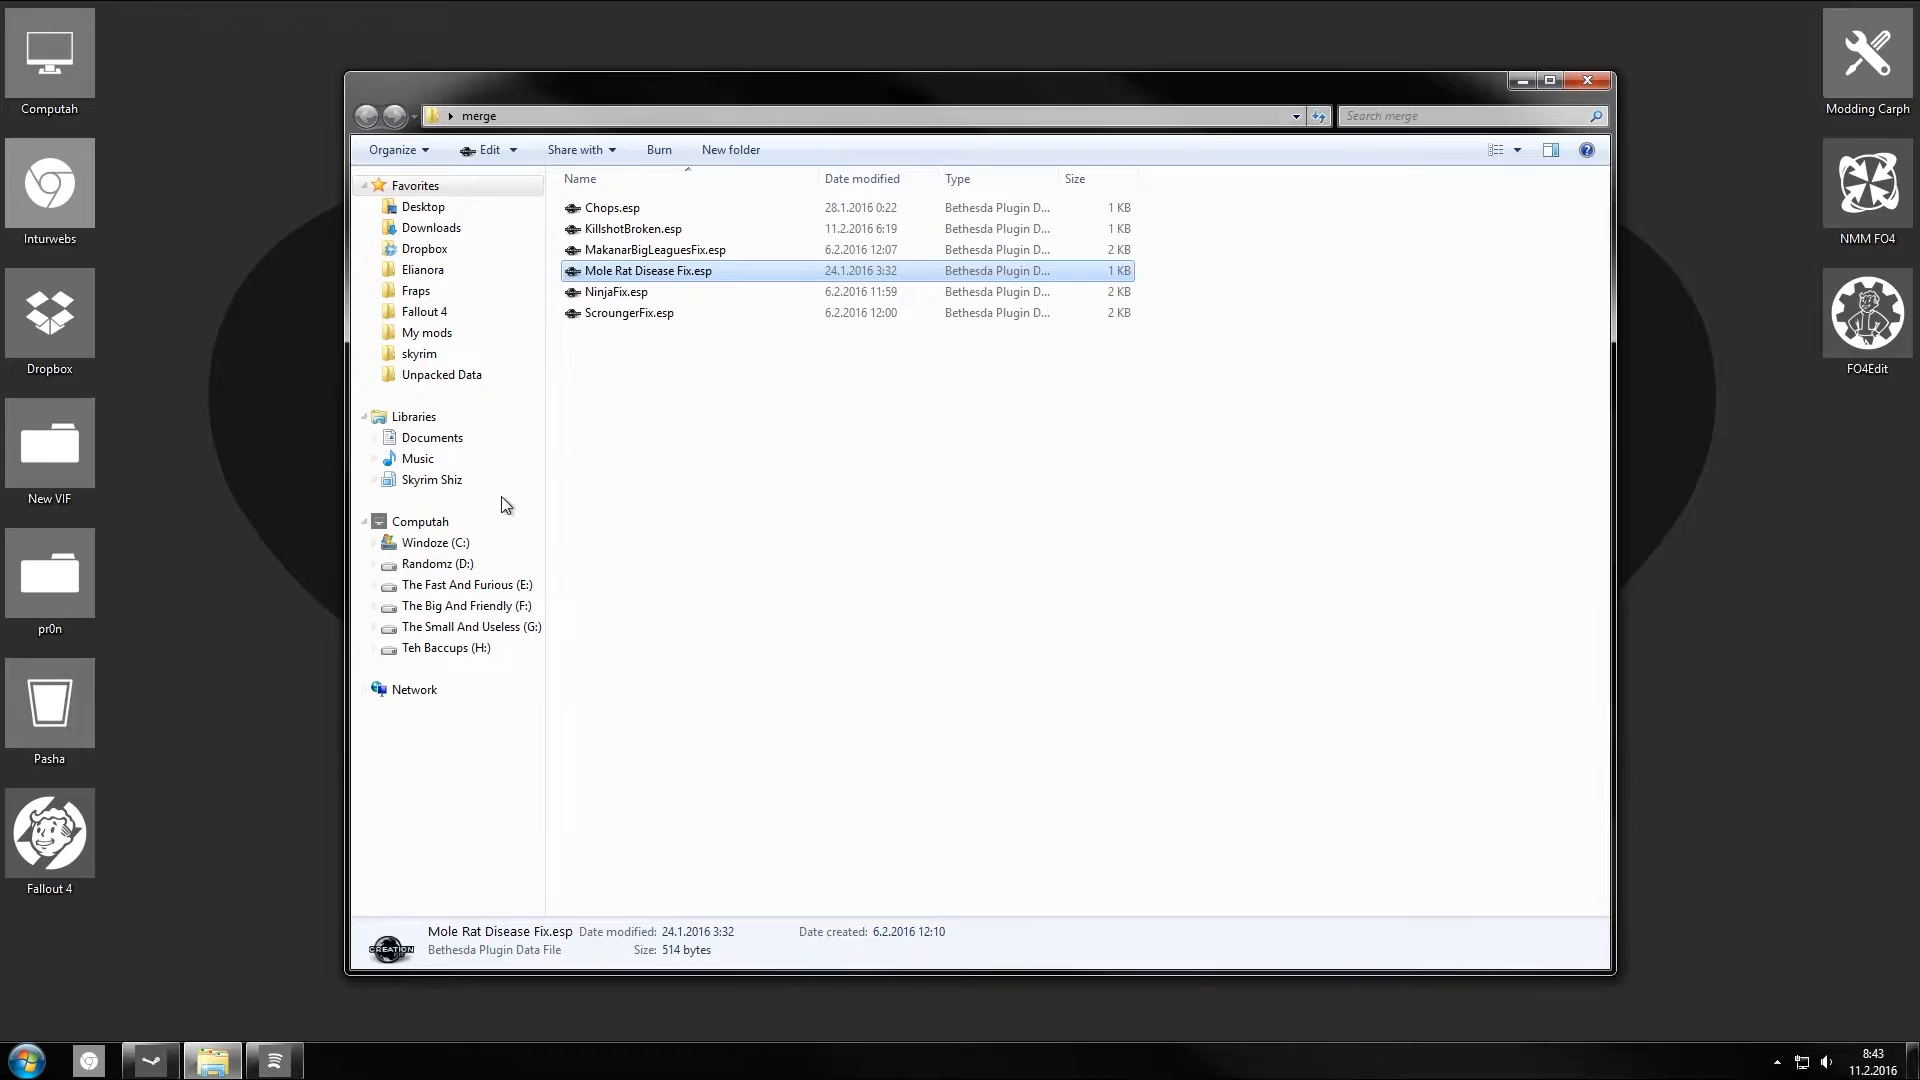 Computah
Inturwebs
Dropbox
New VIF
pr0n
Pasha
Fallout 4
merge
Search merge
Organize Edit Share with Burn New folder
Favorites
Desktop
Downloads
Dropbox
Elianora
Fraps
Fallout 4
My mods
skyrim
Unpacked Data
Libraries
Documents
Music
Skyrim Shiz
Computah
Windoze (C:)
Randomz (D:)
The Fast And Furious (E:)
The Big And Friendly (F:)
The Small And Useless (G:)
Teh Baccups (H:)
Network
Name Date modified Type Size
Chops.esp 28.1.2016 0:22 Bethesda Plugin D... 1 KB
KillshotBroken.esp 11.2.2016 6:19 Bethesda Plugin D... 1 KB
MakanarBigLeaguesFix.esp 6.2.2016 12:07 Bethesda Plugin D... 2 KB
Mole Rat Disease Fix.esp 24.1.2016 3:32 Bethesda Plugin D... 1 KB
NinjaFix.esp 6.2.2016 11:59 Bethesda Plugin D... 2 KB
ScroungerFix.esp 6.2.2016 12:00 Bethesda Plugin D... 2 KB
CREATION
Mole Rat Disease Fix.esp Date modified: 24.1.2016 3:32 Date created: 6.2.2016 12:10
Bethesda Plugin Data File Size: 514 bytes
Modding Carph
NMM FO4
FO4Edit
8:43
11.2.2016